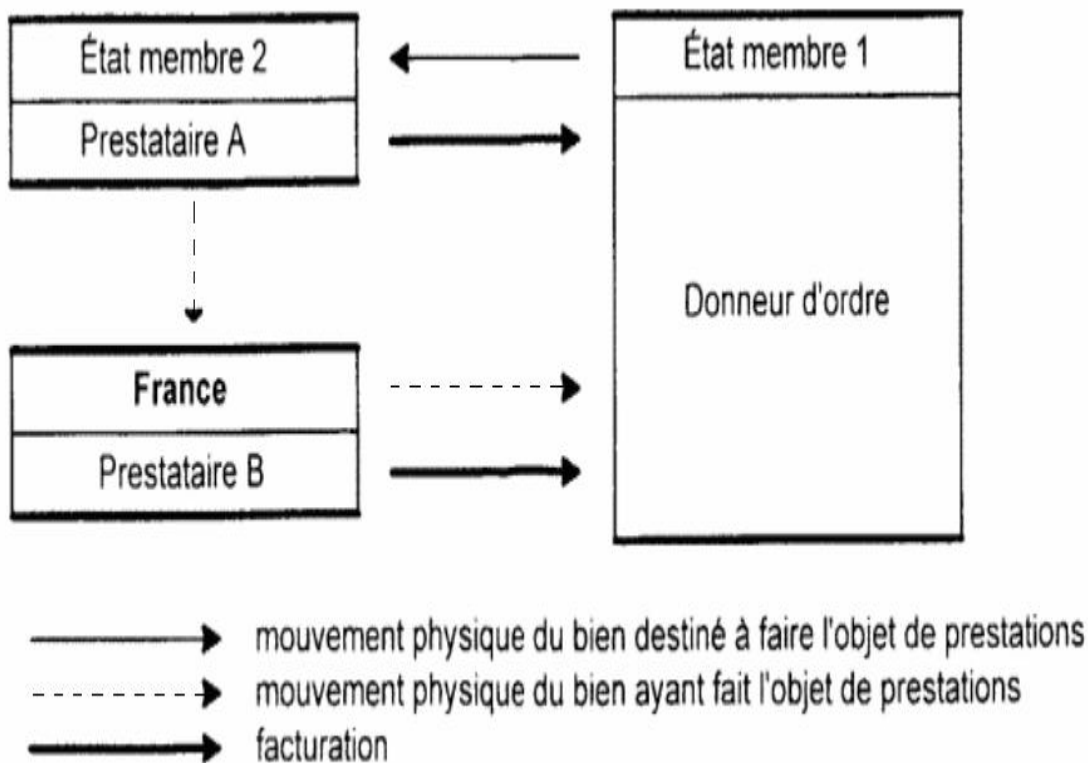 État membre 2
État membre 1
Prestataire A
Donneur d'ordre
France
Prestataire B
mouvement physique du bien destiné à faire l'objet de prestations
mouvement physique du bien ayant fait l'objet de prestations
facturation